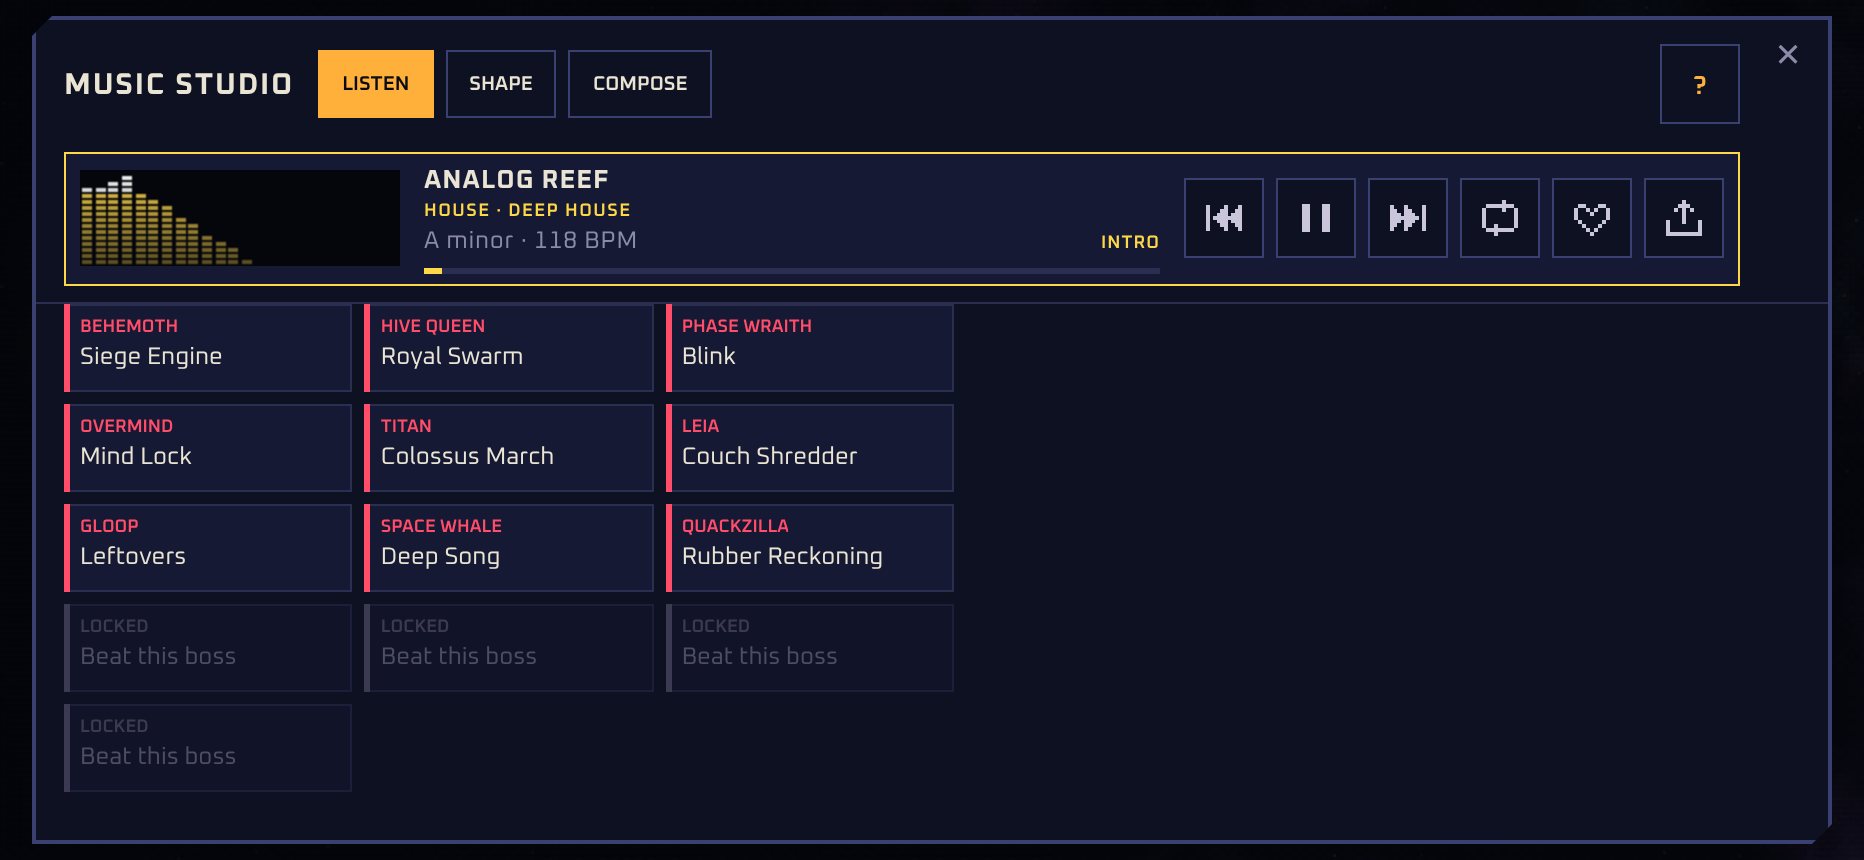 MUSIC STUDIO
LISTEN
SHAPE
COMPOSE
?
ANALOG REEF
HOUSE · DEEP HOUSE
A minor · 118 BPM
INTRO
BEHEMOTH
Siege Engine
HIVE QUEEN
Royal Swarm
PHASE WRAITH
Blink
OVERMIND
Mind Lock
TITAN
Colossus March
LEIA
Couch Shredder
GLOOP
Leftovers
SPACE WHALE
Deep Song
QUACKZILLA
Rubber Reckoning
LOCKED
Beat this boss
LOCKED
Beat this boss
LOCKED
Beat this boss
LOCKED
Beat this boss